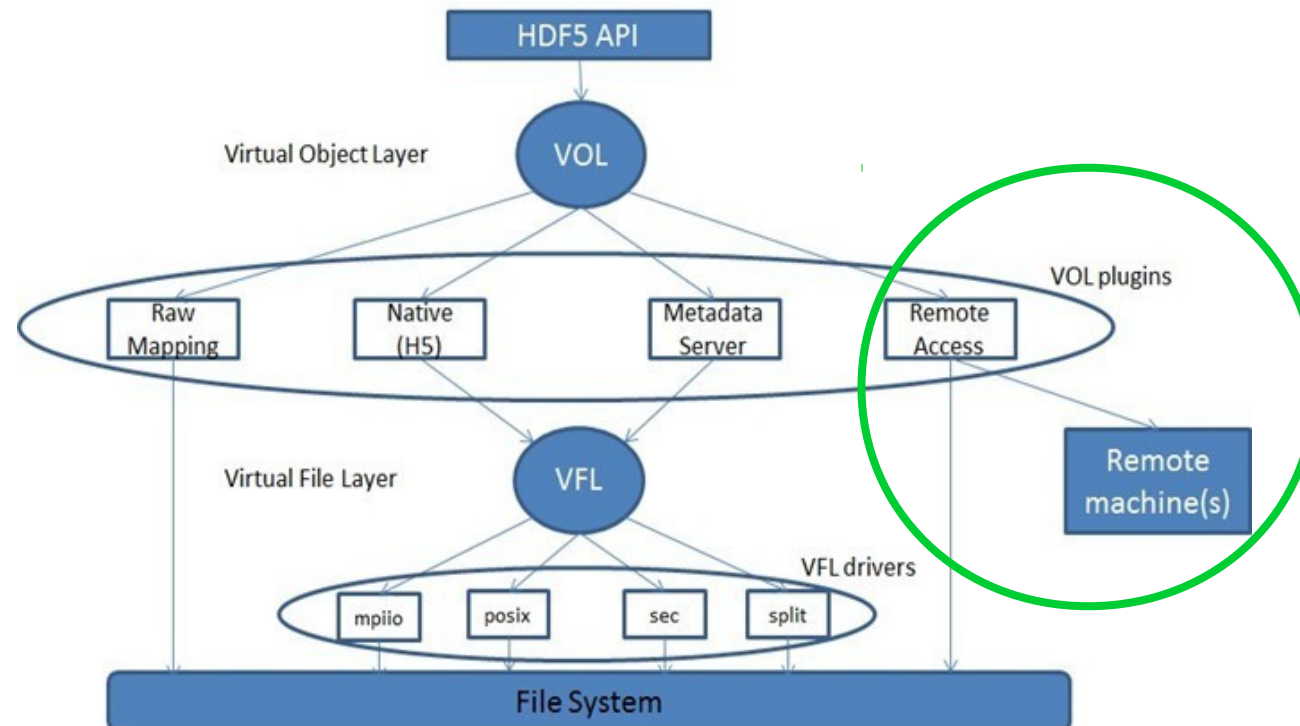 HDF5 API
Virtual Object Layer
VOL
VOL plugins
Raw
Mapping
Native
(H5)
Metadata
Server
Remote
Access
Virtual File Layer
VFL
Remote
machine(s)
VFL drivers
mpiio
posix
sec
split
File System